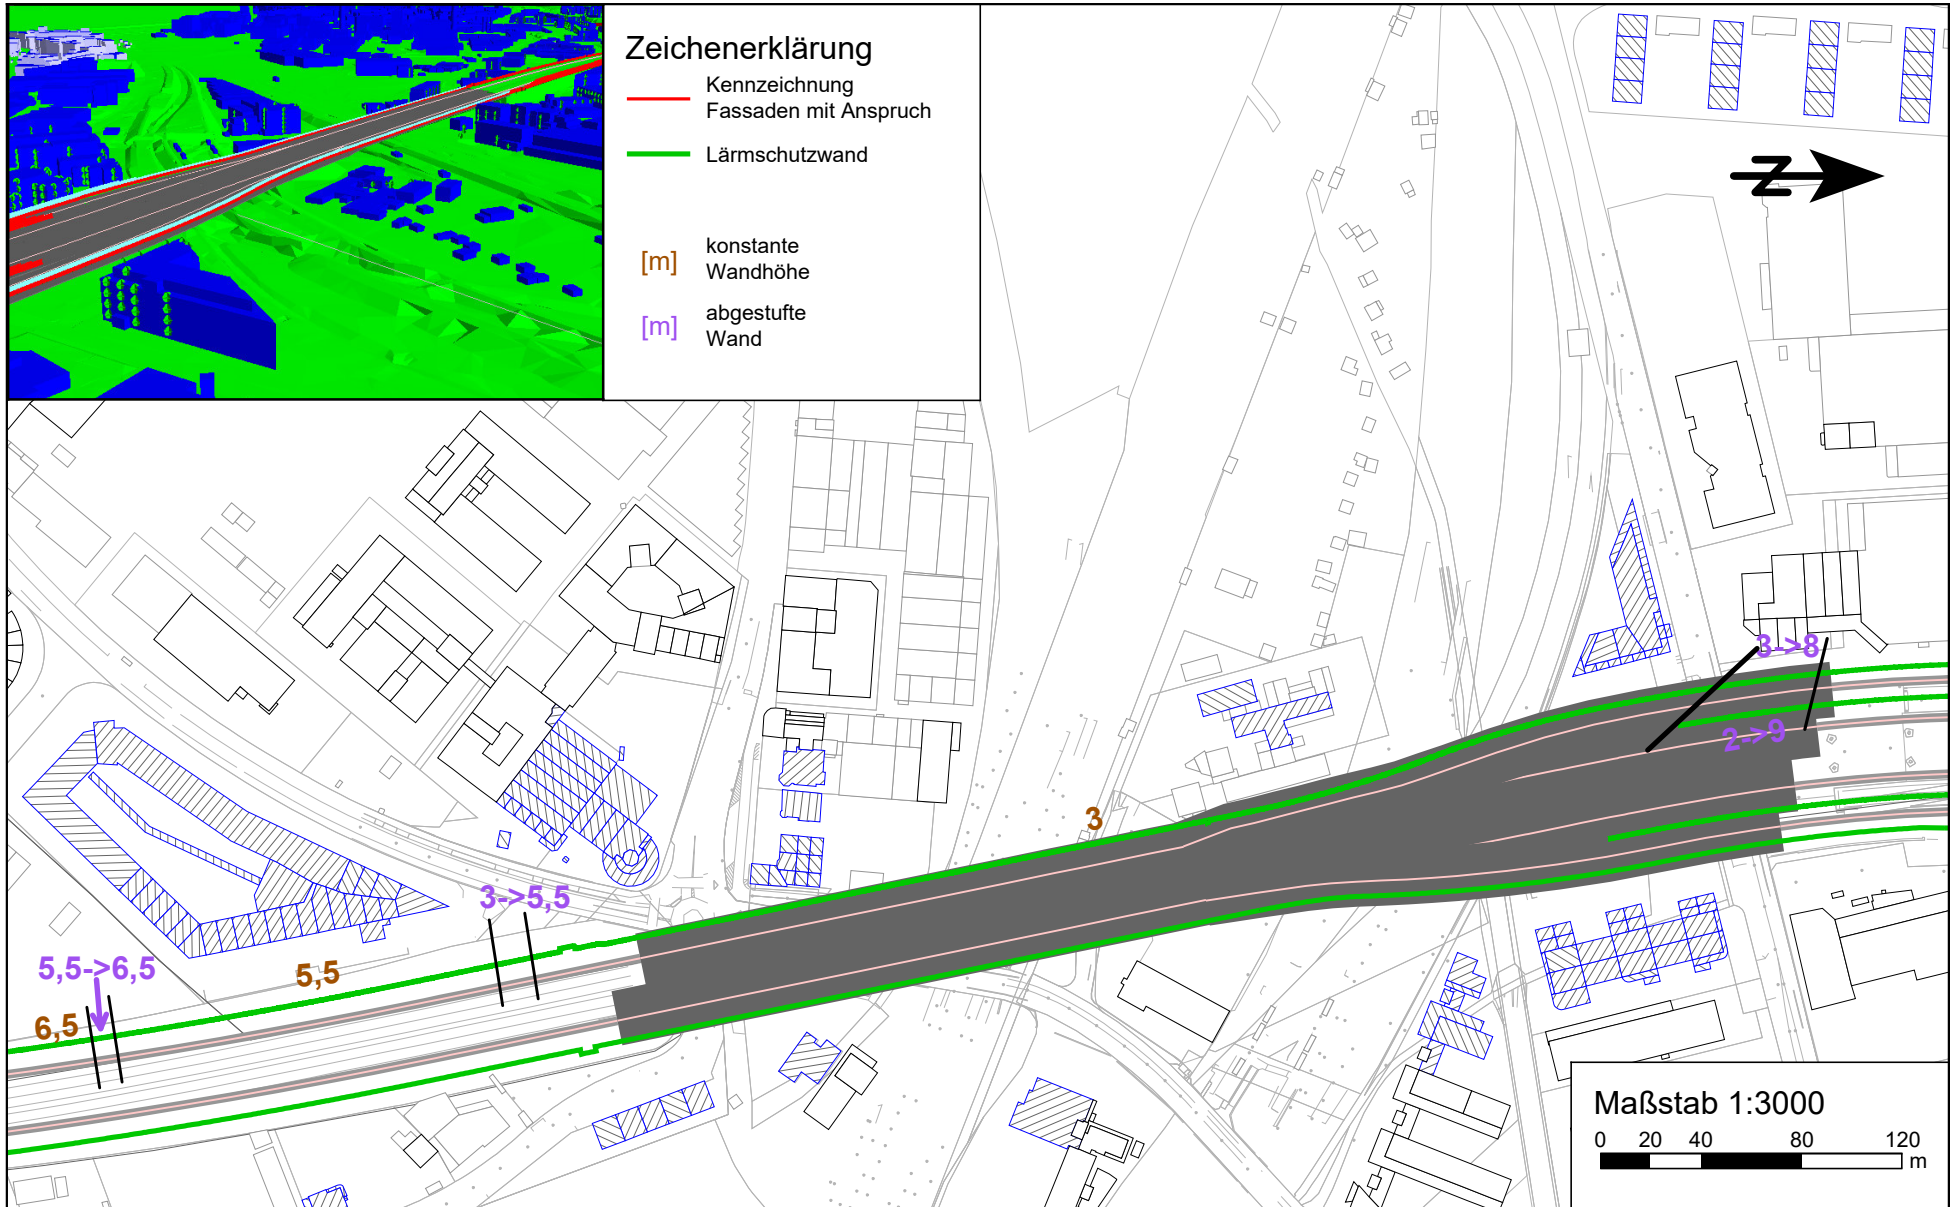 Zeichenerklärung
Kennzeichnung
Fassaden mit Anspruch
Lärmschutzwand
[m] konstante
Wandhöhe
[m] abgestufte
Wand
N
3->8
2->9
3
3->5,5
5,5->6,5
5,5
6,5
Maßstab 1:3000
0 20 40 80 120
m